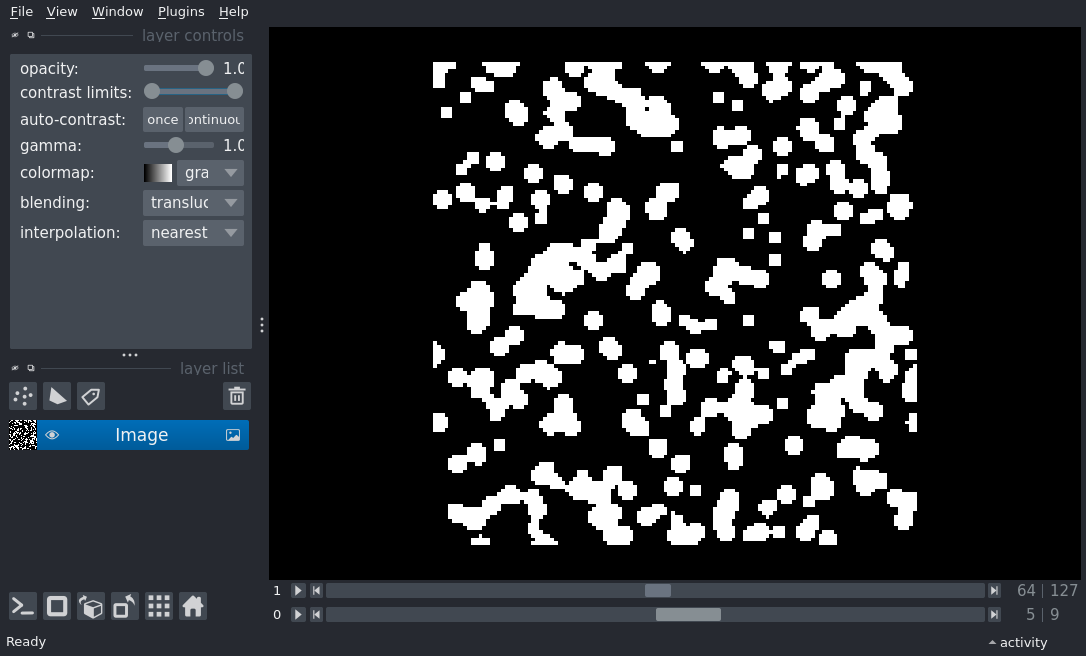 File View Window Plugins Help
layer controls
opacity: 1.0
contrast limits:
auto-contrast: once ontinuou
gamma: 1.0
colormap: gra
blending: transluc
interpolation: nearest
layer list
Image
1 64 127
0 5 9
Ready activity